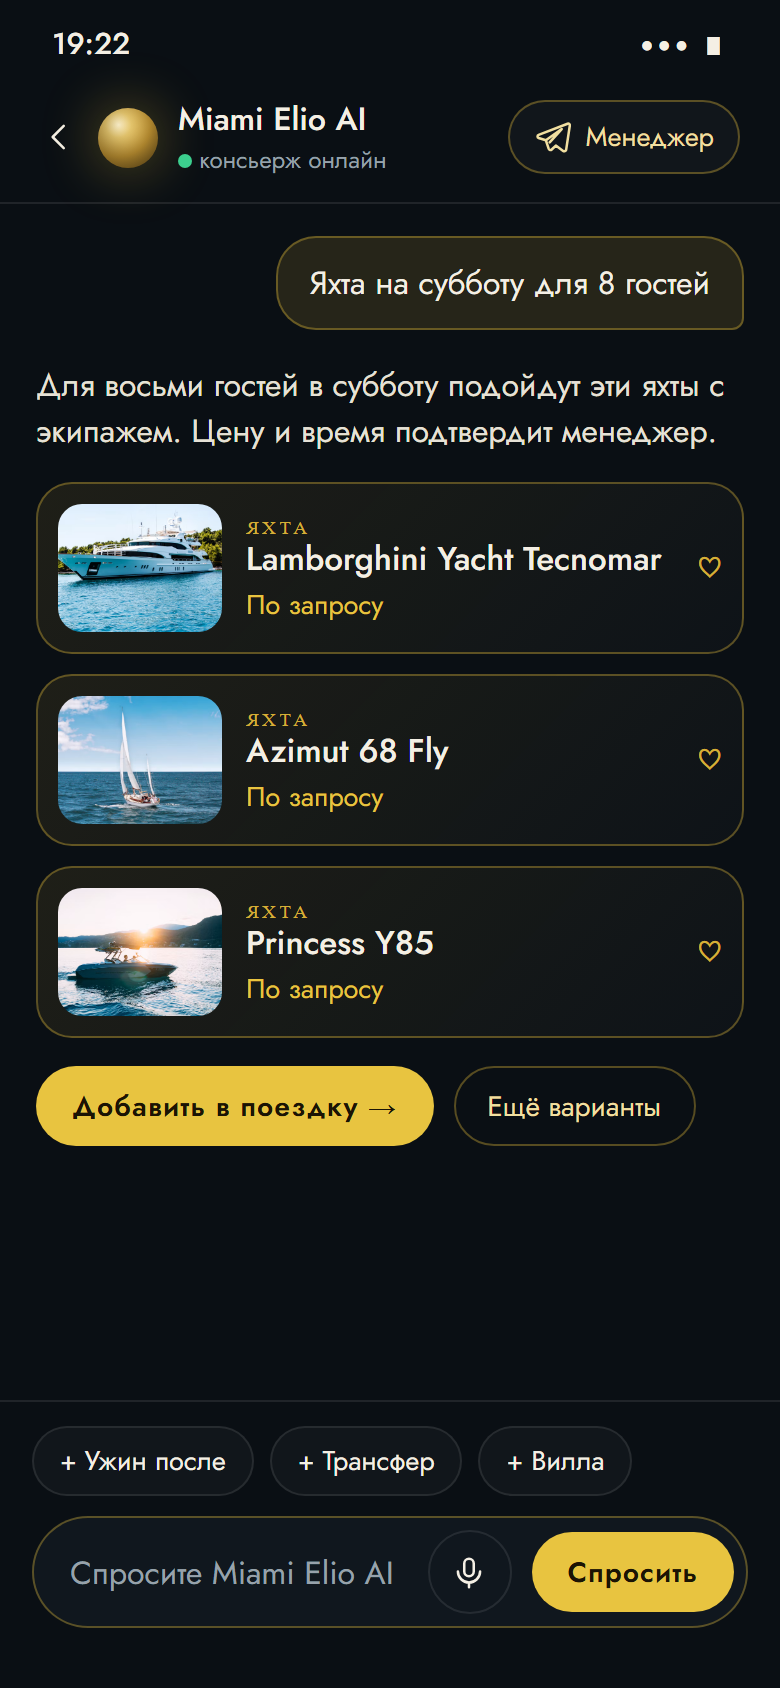 19:22
Miami Elio AI
консьерж онлайн
Менеджер
Яхта на субботу для 8 гостей
Для восьми гостей в субботу подойдут эти яхты с
экипажем. Цену и время подтвердит менеджер.
ЯХТА
Lamborghini Yacht Tecnomar
По запросу
ЯХТА
Azimut 68 Fly
По запросу
ЯХТА
Princess Y85
По запросу
Добавить в поездку →
Ещё варианты
+ Ужин после
+ Трансфер
+ Вилла
Спросите Miami Elio AI
Спросить